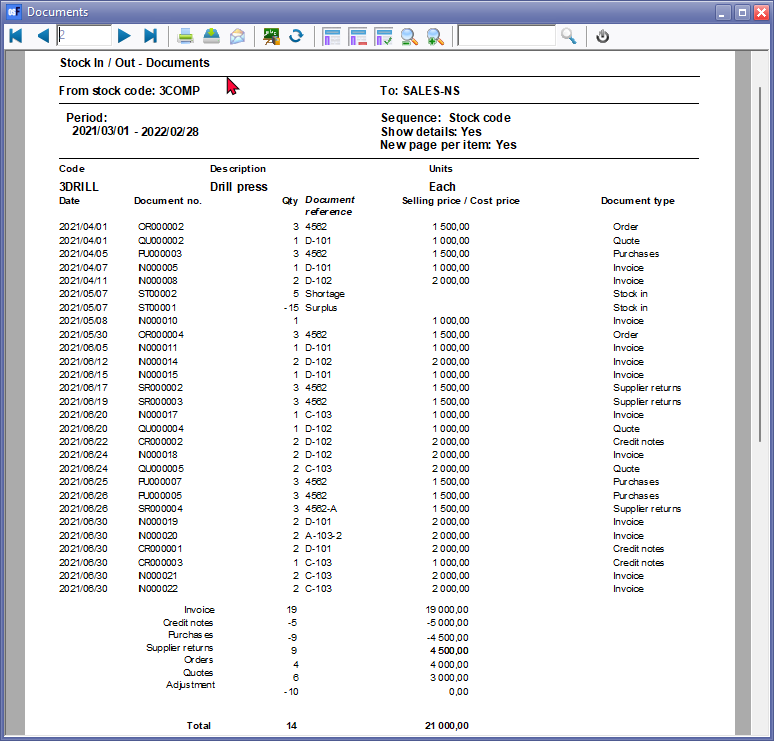 Documents
2
Stock In / Out - Documents
From stock code: 3COMP To: SALES-NS
Period: Sequence: Stock code
2021/03/01 - 2022/02/28 Show details: Yes
New page per item: Yes
Code Description Units
3DRILL Drill press Each
Date Document no. Qty Document reference Selling price / Cost price Document type
2021/04/01 OR000002 3 4562 1 500,00 Order
2021/04/01 QU000002 1 D-101 1 000,00 Quote
2021/04/05 PU000003 3 4562 1 500,00 Purchases
2021/04/07 IN000005 1 D-101 1 000,00 Invoice
2021/04/11 IN000008 2 D-102 2 000,00 Invoice
2021/05/07 ST00002 5 Shortage Stock in
2021/05/07 ST00001 -15 Surplus Stock in
2021/05/08 IN000010 1 1 000,00 Invoice
2021/05/30 OR000004 3 4562 1 500,00 Order
2021/06/05 IN000011 1 D-101 1 000,00 Invoice
2021/06/12 IN000014 2 D-102 2 000,00 Invoice
2021/06/15 IN000015 1 D-101 1 000,00 Invoice
2021/06/17 SR000002 3 4562 1 500,00 Supplier returns
2021/06/19 SR000003 3 4562 1 500,00 Supplier returns
2021/06/20 IN000017 1 C-103 1 000,00 Invoice
2021/06/20 QU000004 1 D-102 1 000,00 Quote
2021/06/22 CR000002 2 D-102 2 000,00 Credit notes
2021/06/24 IN000018 2 D-102 2 000,00 Invoice
2021/06/24 QU000005 2 C-103 2 000,00 Quote
2021/06/25 PU000007 3 4562 1 500,00 Purchases
2021/06/26 PU000005 3 4562 1 500,00 Purchases
2021/06/26 SR000004 3 4562-A 1 500,00 Supplier returns
2021/06/30 IN000019 2 D-101 2 000,00 Invoice
2021/06/30 IN000020 2 A-103-2 2 000,00 Invoice
2021/06/30 CR000001 2 D-101 2 000,00 Credit notes
2021/06/30 CR000003 1 C-103 1 000,00 Credit notes
2021/06/30 IN000021 2 C-103 2 000,00 Invoice
2021/06/30 IN000022 2 C-103 2 000,00 Invoice
Invoice 19 19 000,00
Credit notes -5 -5 000,00
Purchases -9 -4 500,00
Supplier returns 9 4 500,00
Orders 4 4 000,00
Quotes 6 3 000,00
Adjustment -10 0,00
Total 14 21 000,00